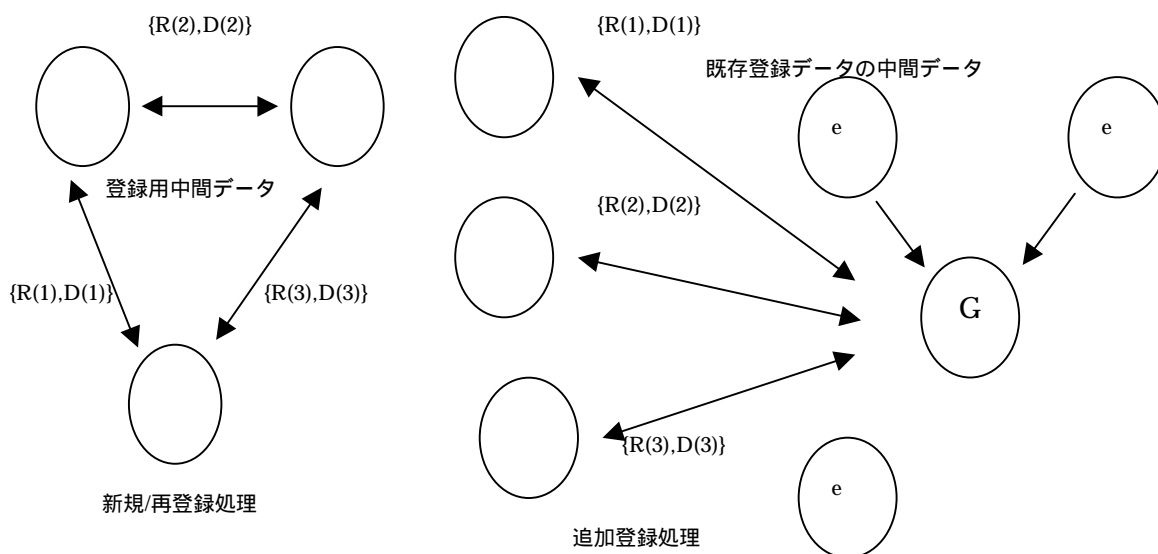 {R(2),D(2)}
登録用中間データ
{R(1),D(1)}
{R(3),D(3)}
新規/再登録処理
{R(1),D(1)}
既存登録データの中間データ
e
e
{R(2),D(2)}
G
{R(3),D(3)}
e
追加登録処理